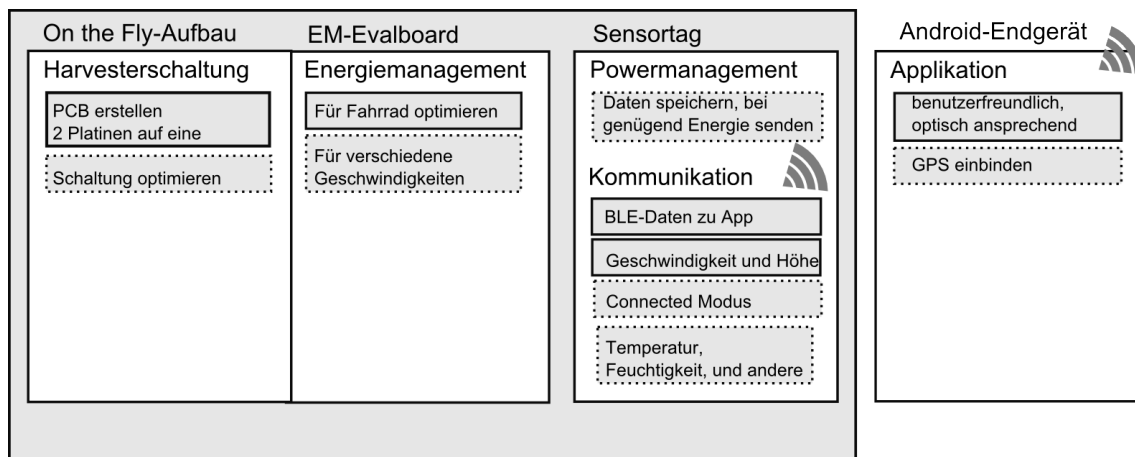 On the Fly-Aufbau
Harvesterschaltung
PCB erstellen
2 Platinen auf eine
Schaltung optimieren
EM-Evalboard
Energiemanagement
Für Fahrrad optimieren
Für verschiedene
Geschwindigkeiten
Sensortag
Powermanagement
Daten speichern, bei
genügend Energie senden
Kommunikation
BLE-Daten zu App
Geschwindigkeit und Höhe
Connected Modus
Temperatur,
Feuchtigkeit, und andere
Android-Endgerät
Applikation
benutzerfreundlich,
optisch ansprechend
GPS einbinden